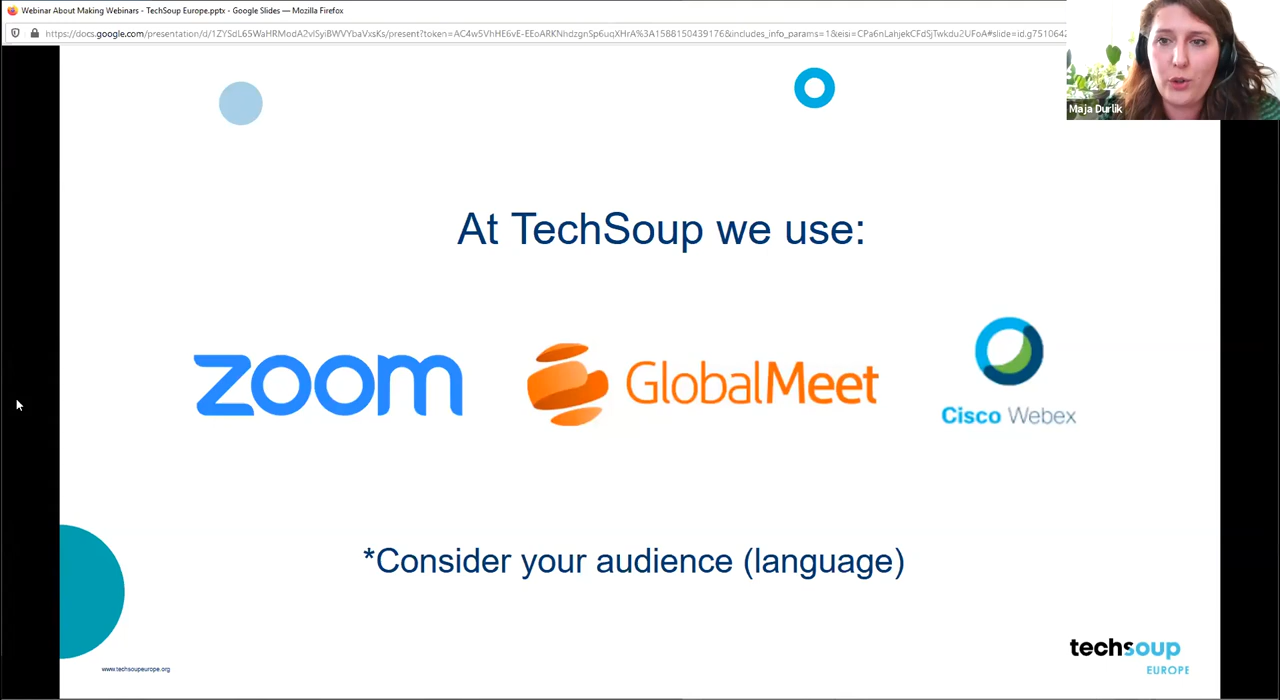 Webinar About Making Webinars - TechSoup Europe.pptx - Google Slides — Mozilla Firefox
Maja Durlik
At TechSoup we use:
zoom
GlobalMeet
Cisco Webex
*Consider your audience (language)
www.techsoupeurope.org
techsoup
EUROPE